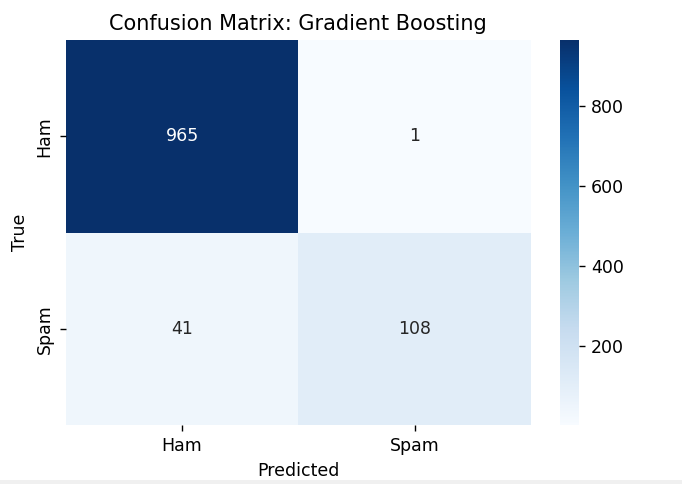 Confusion Matrix: Gradient Boosting
Ham
965
1
800
600
True
400
Spam
41
108
200
Ham
Spam
Predicted